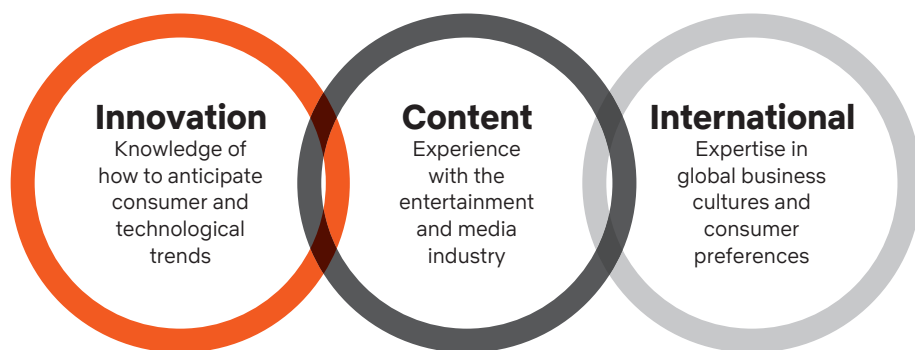 Innovation
Knowledge of
how to anticipate
consumer and
technological
trends
Content
Experience
with the
entertainment
and media
industry
International
Expertise in
global business
cultures and
consumer
preferences